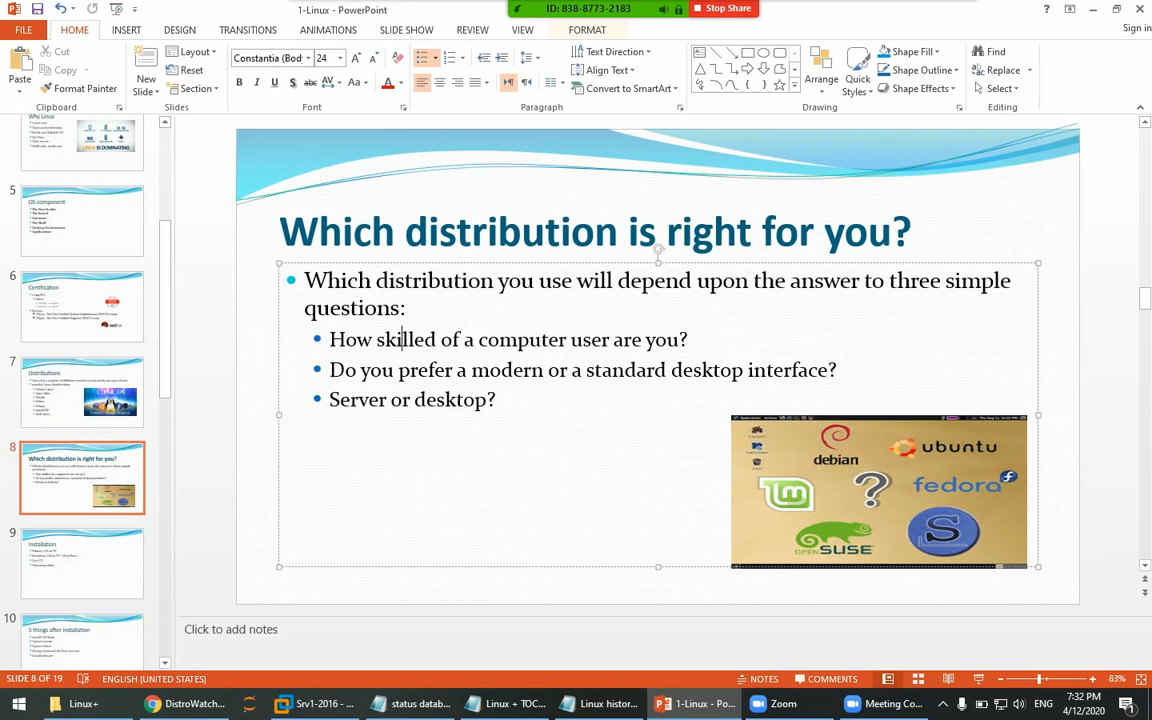 1-Linux - PowerPoint
ID: 838-8773-2183
Stop Share
FILE
HOME
INSERT
DESIGN
TRANSITIONS
ANIMATIONS
SLIDE SHOW
REVIEW
VIEW
FORMAT
Sign in
Paste
Cut
Copy
Format Painter
Clipboard
New Slide
Layout
Reset
Section
Slides
Constantia (Bod
24
Font
Text Direction
Align Text
Convert to SmartArt
Paragraph
Arrange
Quick Styles
Shape Fill
Shape Outline
Shape Effects
Drawing
Find
Replace
Select
Editing
Why Linux
LINUX IS DOMINATING
5
OS component
6
Certification
7
Distributions
8
Which distribution is right for you?
9
Installation
10
5 things after installation
Which distribution is right for you?
Which distribution you use will depend upon the answer to three simple
questions:
How skilled of a computer user are you?
Do you prefer a modern or a standard desktop interface?
Server or desktop?
debian
ubuntu
fedora
openSUSE
Click to add notes
SLIDE 8 OF 19
ENGLISH (UNITED STATES)
NOTES
COMMENTS
83%
Linux+
DistroWatch...
Srv1-2016 - ...
status datab...
Linux + TOC...
Linux histor...
1-Linux - Po...
Zoom
Meeting Co...
ENG
7:32 PM
4/12/2020